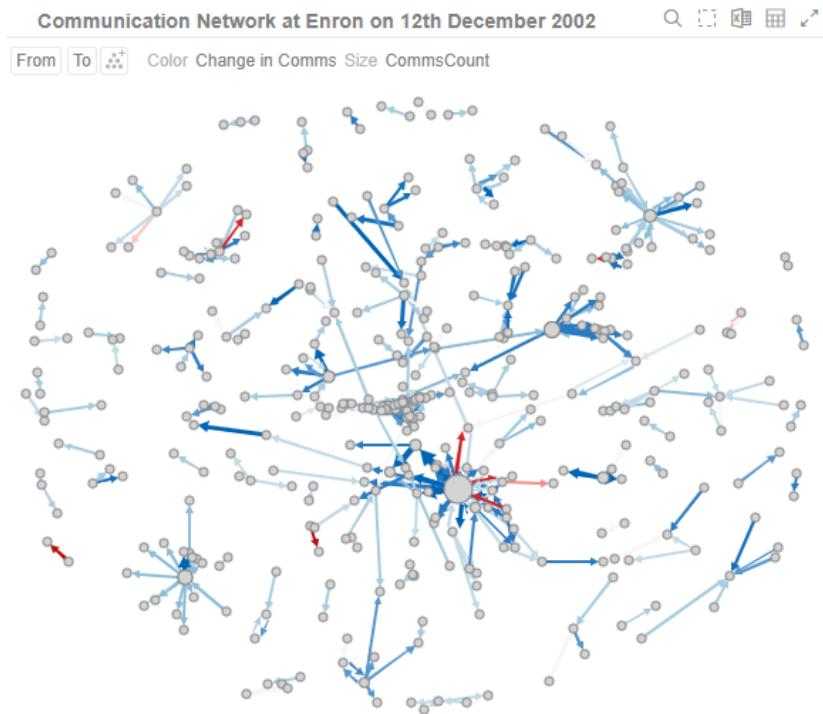 Communication Network at Enron on 12th December 2002
From To Color Change in Comms Size CommsCount